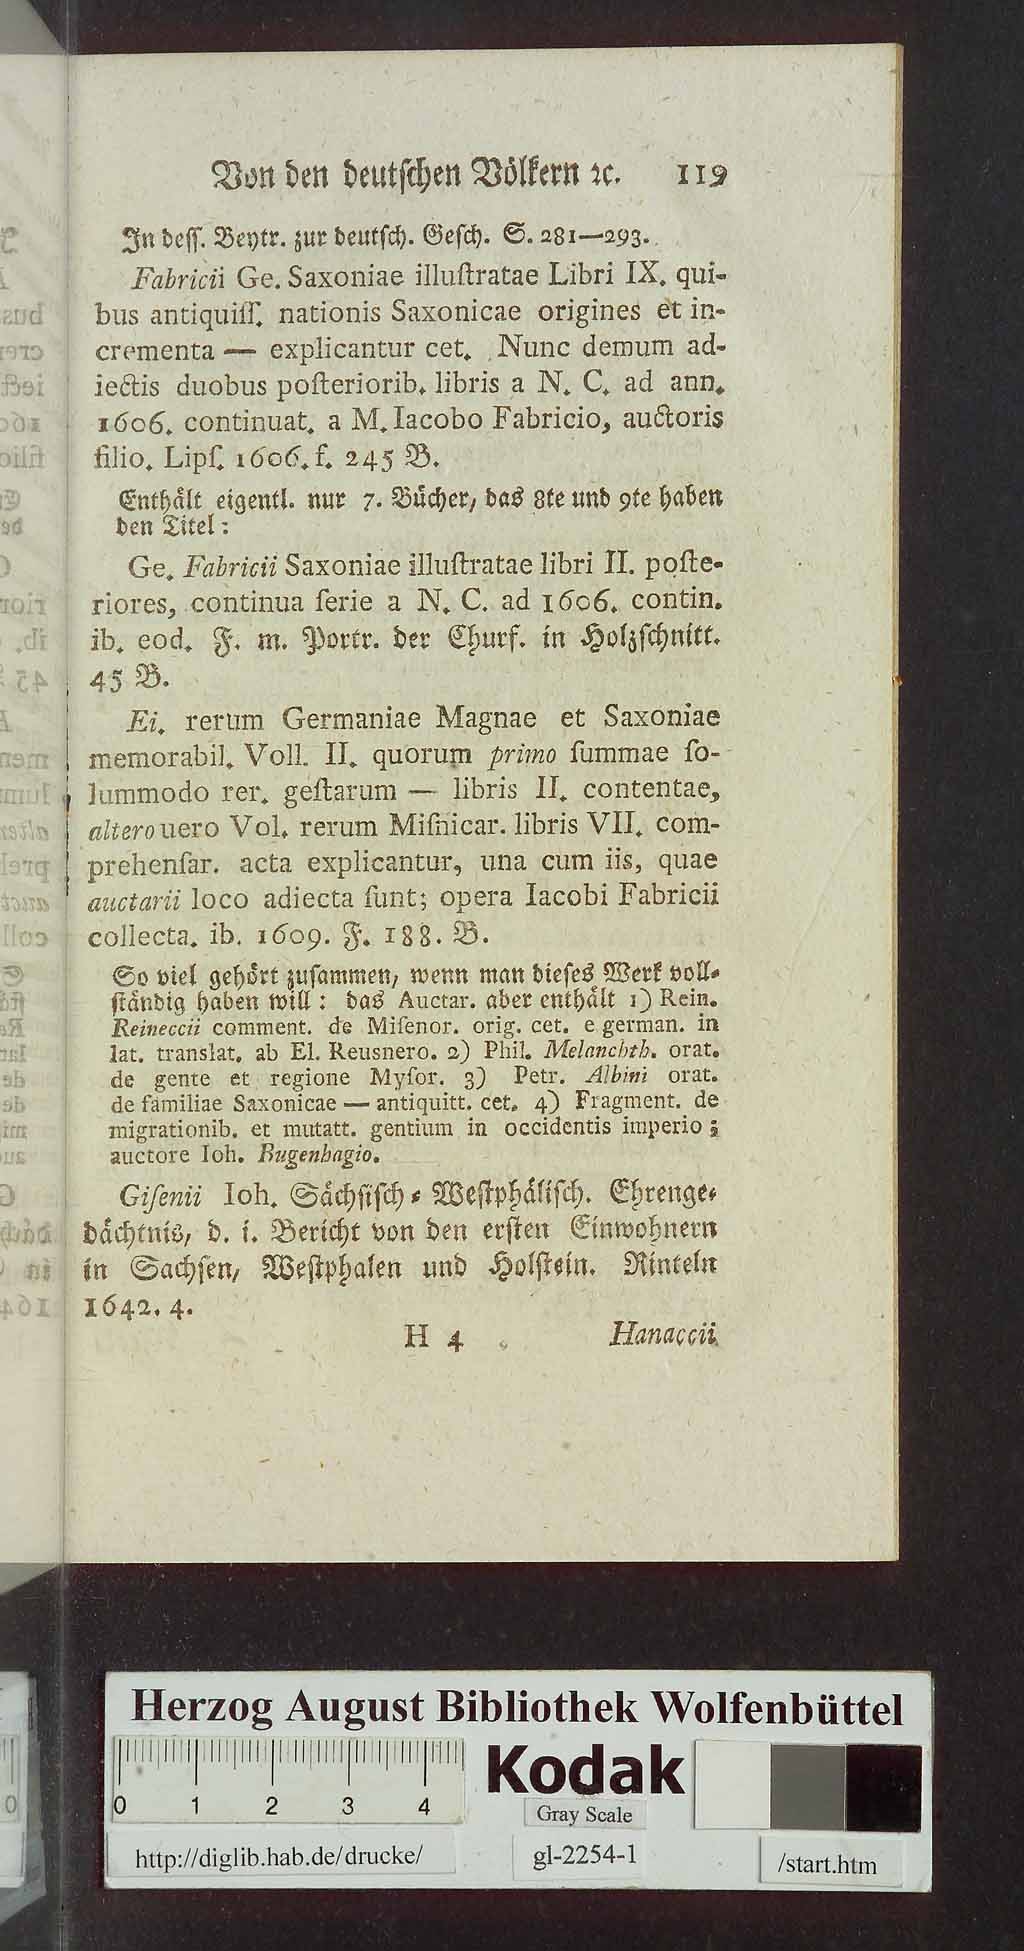 Von den deutſchen Völkern ꝛc. 119
In deſſ. Beytr. zur deutſch. Geſch. S. 281—293.
Fabricii Ge. Saxoniae illuſtratae Libri IX. qui-
bus antiquiſſ. nationis Saxonicae origines et in-
crementa — explicantur cet. Nunc demum ad-
iectis duobus poſteriorib. libris a N. C. ad ann.
1606. continuat. a M. Iacobo Fabricio, auctoris
filio. Lipſ. 1606. f. 245 B.
Enthält eigentl. nur 7. Bücher, das 8te und 9te haben
den Titel:
Ge. Fabricii Saxoniae illuſtratae libri II. poſte-
riores, continua ſerie a N. C. ad 1606. contin.
ib. eod. F. m. Portr. der Churf. in Holzſchnitt.
45 B.
Ei. rerum Germaniae Magnae et Saxoniae
memorabil. Voll. II. quorum primo ſummae ſo-
lummodo rer. geſtarum — libris II. contentae,
altero uero Vol. rerum Miſnicar. libris VII. com-
prehenſar. acta explicantur, una cum iis, quae
auctarii loco adiecta ſunt; opera Iacobi Fabricii
collecta. ib. 1609. F. 188. B.
So viel gehört zuſammen, wenn man dieſes Werk voll-
ſtändig haben will: das Auctar. aber enthält 1) Rein.
Reineccii comment. de Miſenor. orig. cet. e german. in
lat. translat. ab El. Reusnero. 2) Phil. Melanchth. orat.
de gente et regione Myſor. 3) Petr. Albini orat.
de familiae Saxonicae — antiquitt. cet. 4) Fragment. de
migrationib. et mutatt. gentium in occidentis imperio;
auctore Ioh. Bugenhagio.
Giſenii Ioh. Sächſiſch-Weſtphäliſch. Ehrenge-
dächtnis, d. i. Bericht von den erſten Einwohnern
in Sachſen, Weſtphalen und Holſtein. Rinteln
1642. 4.
H 4 Hanaccii
Herzog August Bibliothek Wolfenbüttel
0 1 2 3 4
Kodak
Gray Scale
http://diglib.hab.de/drucke/ gl-2254-1 /start.htm